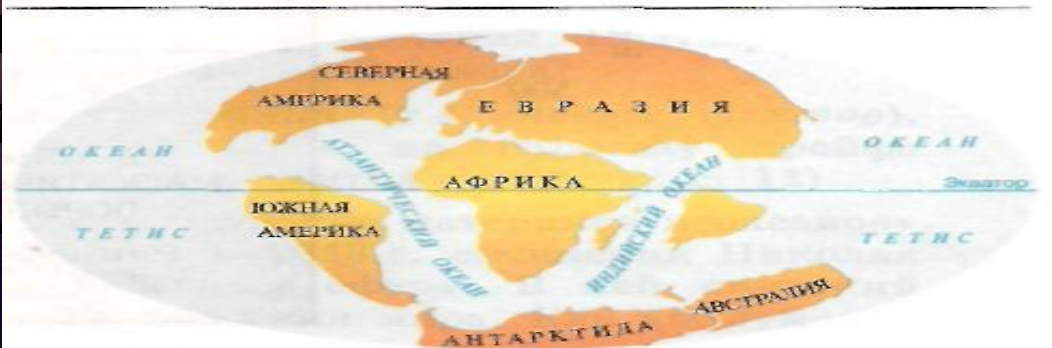 СЕВЕРНАЯ
АМЕРИКА
ЕВРАЗИЯ
ОКЕАН
АТЛАНТИЧЕСКИЙ ОКЕАН
АФРИКА
ИНДИЙСКИЙ ОКЕАН
ОКЕАН
Экватор
ЮЖНАЯ
АМЕРИКА
ТЕТИС
ТЕТИС
АВСТРАЛИЯ
АНТАРКТИДА